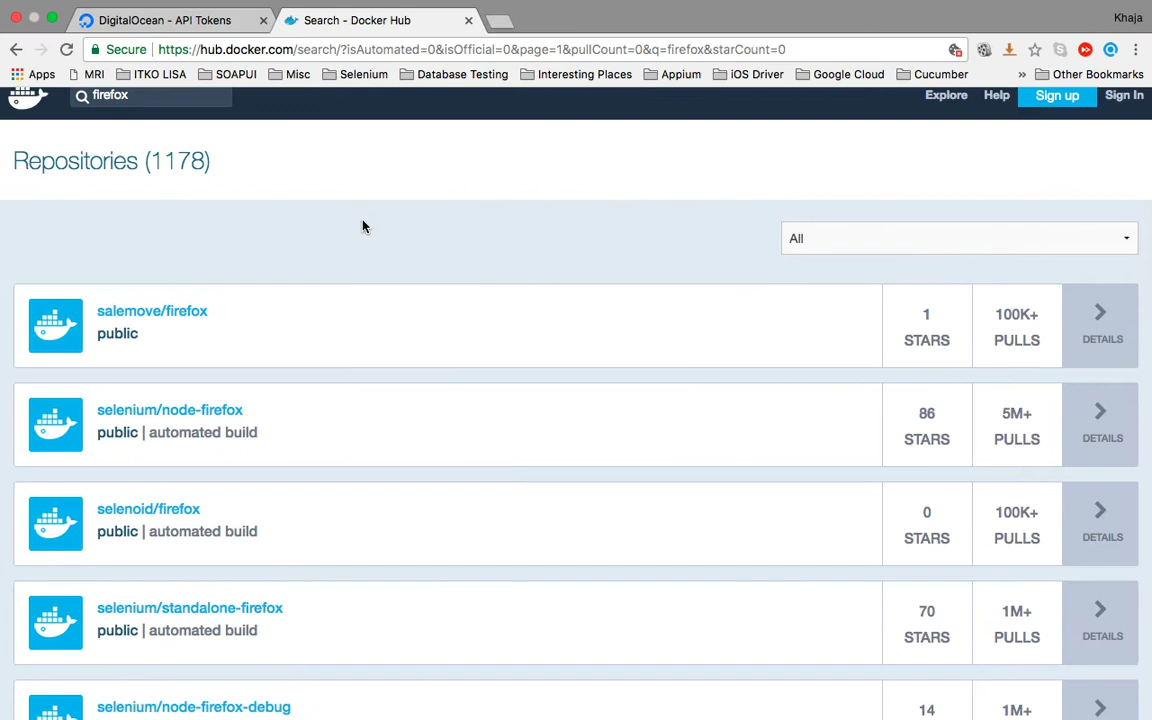 DigitalOcean - API Tokens
Search - Docker Hub
Khaja
Secure
https://hub.docker.com/search/?isAutomated=0&isOfficial=0&page=1&pullCount=0&q=firefox&starCount=0
Apps MRI ITKO LISA SOAPUI Misc Selenium Database Testing Interesting Places Appium iOS Driver Google Cloud Cucumber » Other Bookmarks
firefox
Explore Help Sign up Sign In
Repositories (1178)
All
salemove/firefox
public
1
STARS
100K+
PULLS
DETAILS
selenium/node-firefox
public | automated build
86
STARS
5M+
PULLS
DETAILS
selenoid/firefox
public | automated build
0
STARS
100K+
PULLS
DETAILS
selenium/standalone-firefox
public | automated build
70
STARS
1M+
PULLS
DETAILS
selenium/node-firefox-debug
14
1M+